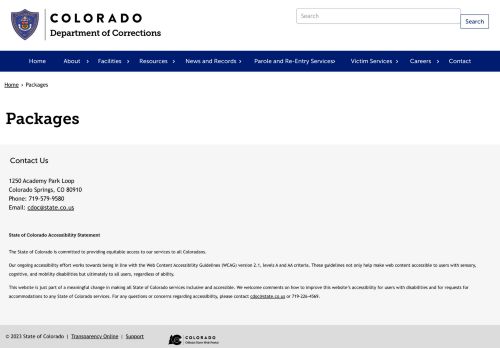 COLORADO
Department of Corrections
Search
Search
Home About Facilities Resources News and Records Parole and Re-Entry Services Victim Services Careers Contact
Home › Packages
Packages
Contact Us
1250 Academy Park Loop
Colorado Springs, CO 80910
Phone: 719-579-9580
Email: cdoc@state.co.us
State of Colorado Accessibility Statement
The State of Colorado is committed to providing equitable access to our services to all Coloradans.
Our ongoing accessibility effort works towards being in line with the Web Content Accessibility Guidelines (WCAG) version 2.1, levels A and AA criteria. These guidelines not only help make web content accessible to users with sensory,
cognitive, and mobility disabilities but ultimately to all users, regardless of ability.
This website is just part of a meaningful change in making all State of Colorado services inclusive and accessible. We welcome comments on how to improve this website's accessibility for users with disabilities and for requests for
accommodations to any State of Colorado services. For any questions or concerns regarding accessibility, please contact cdoc@state.co.us or 719-226-4569.
© 2023 State of Colorado | Transparency Online | Support
COLORADO
Official State Web Portal